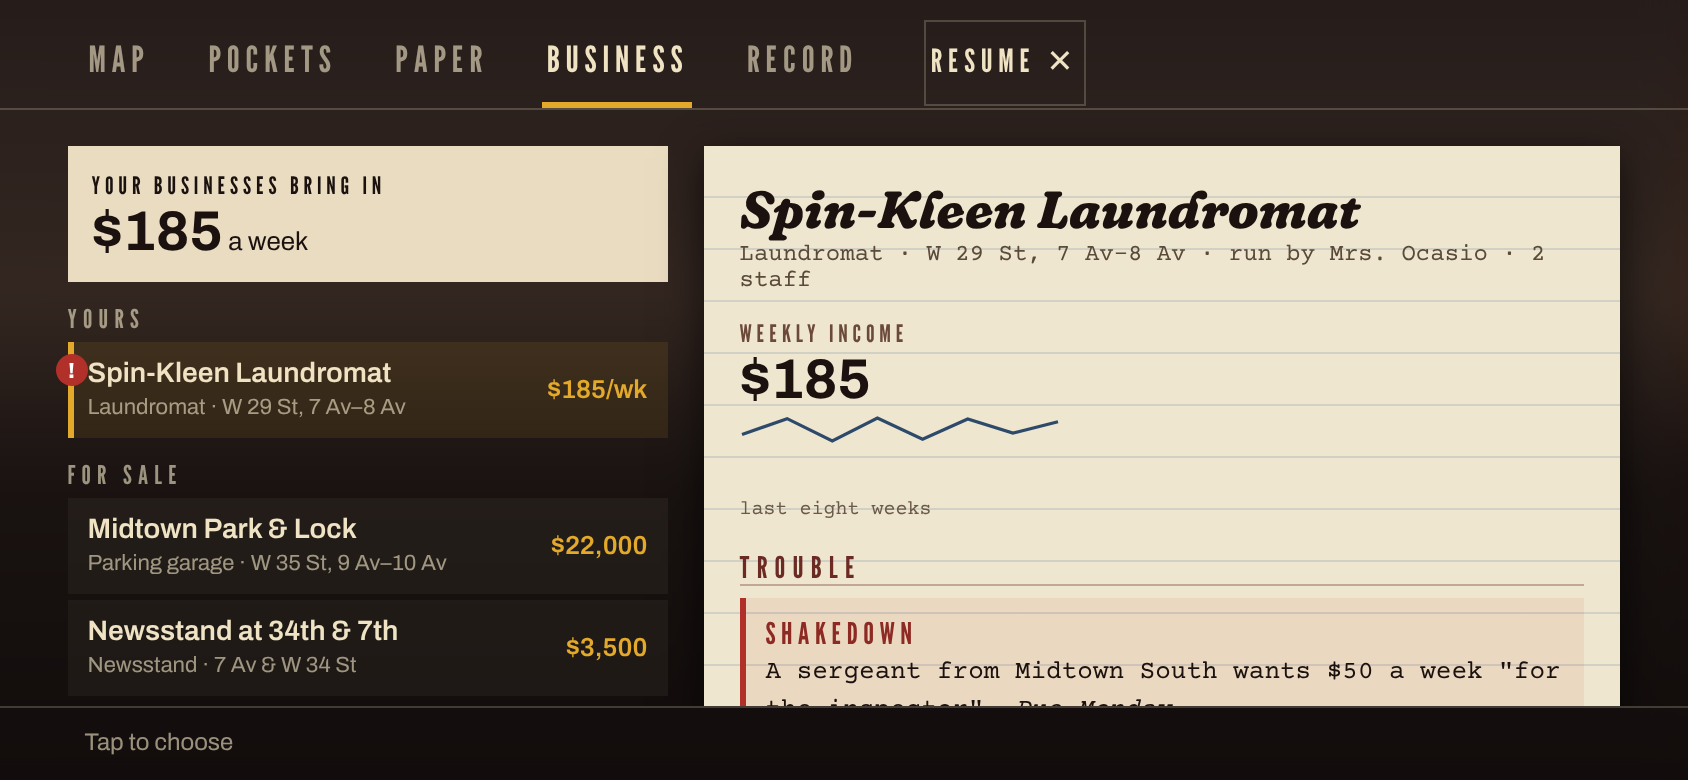 MAP POCKETS PAPER BUSINESS RECORD RESUME ✕
YOUR BUSINESSES BRING IN
$185 a week
YOURS
!
Spin-Kleen Laundromat
Laundromat · W 29 St, 7 Av–8 Av
$185/wk
FOR SALE
Midtown Park & Lock
Parking garage · W 35 St, 9 Av–10 Av
$22,000
Newsstand at 34th & 7th
Newsstand · 7 Av & W 34 St
$3,500
Spin-Kleen Laundromat
Laundromat · W 29 St, 7 Av–8 Av · run by Mrs. Ocasio · 2
staff
WEEKLY INCOME
$185
last eight weeks
TROUBLE
SHAKEDOWN
A sergeant from Midtown South wants $50 a week "for
the inspector". Due Monday
Tap to choose